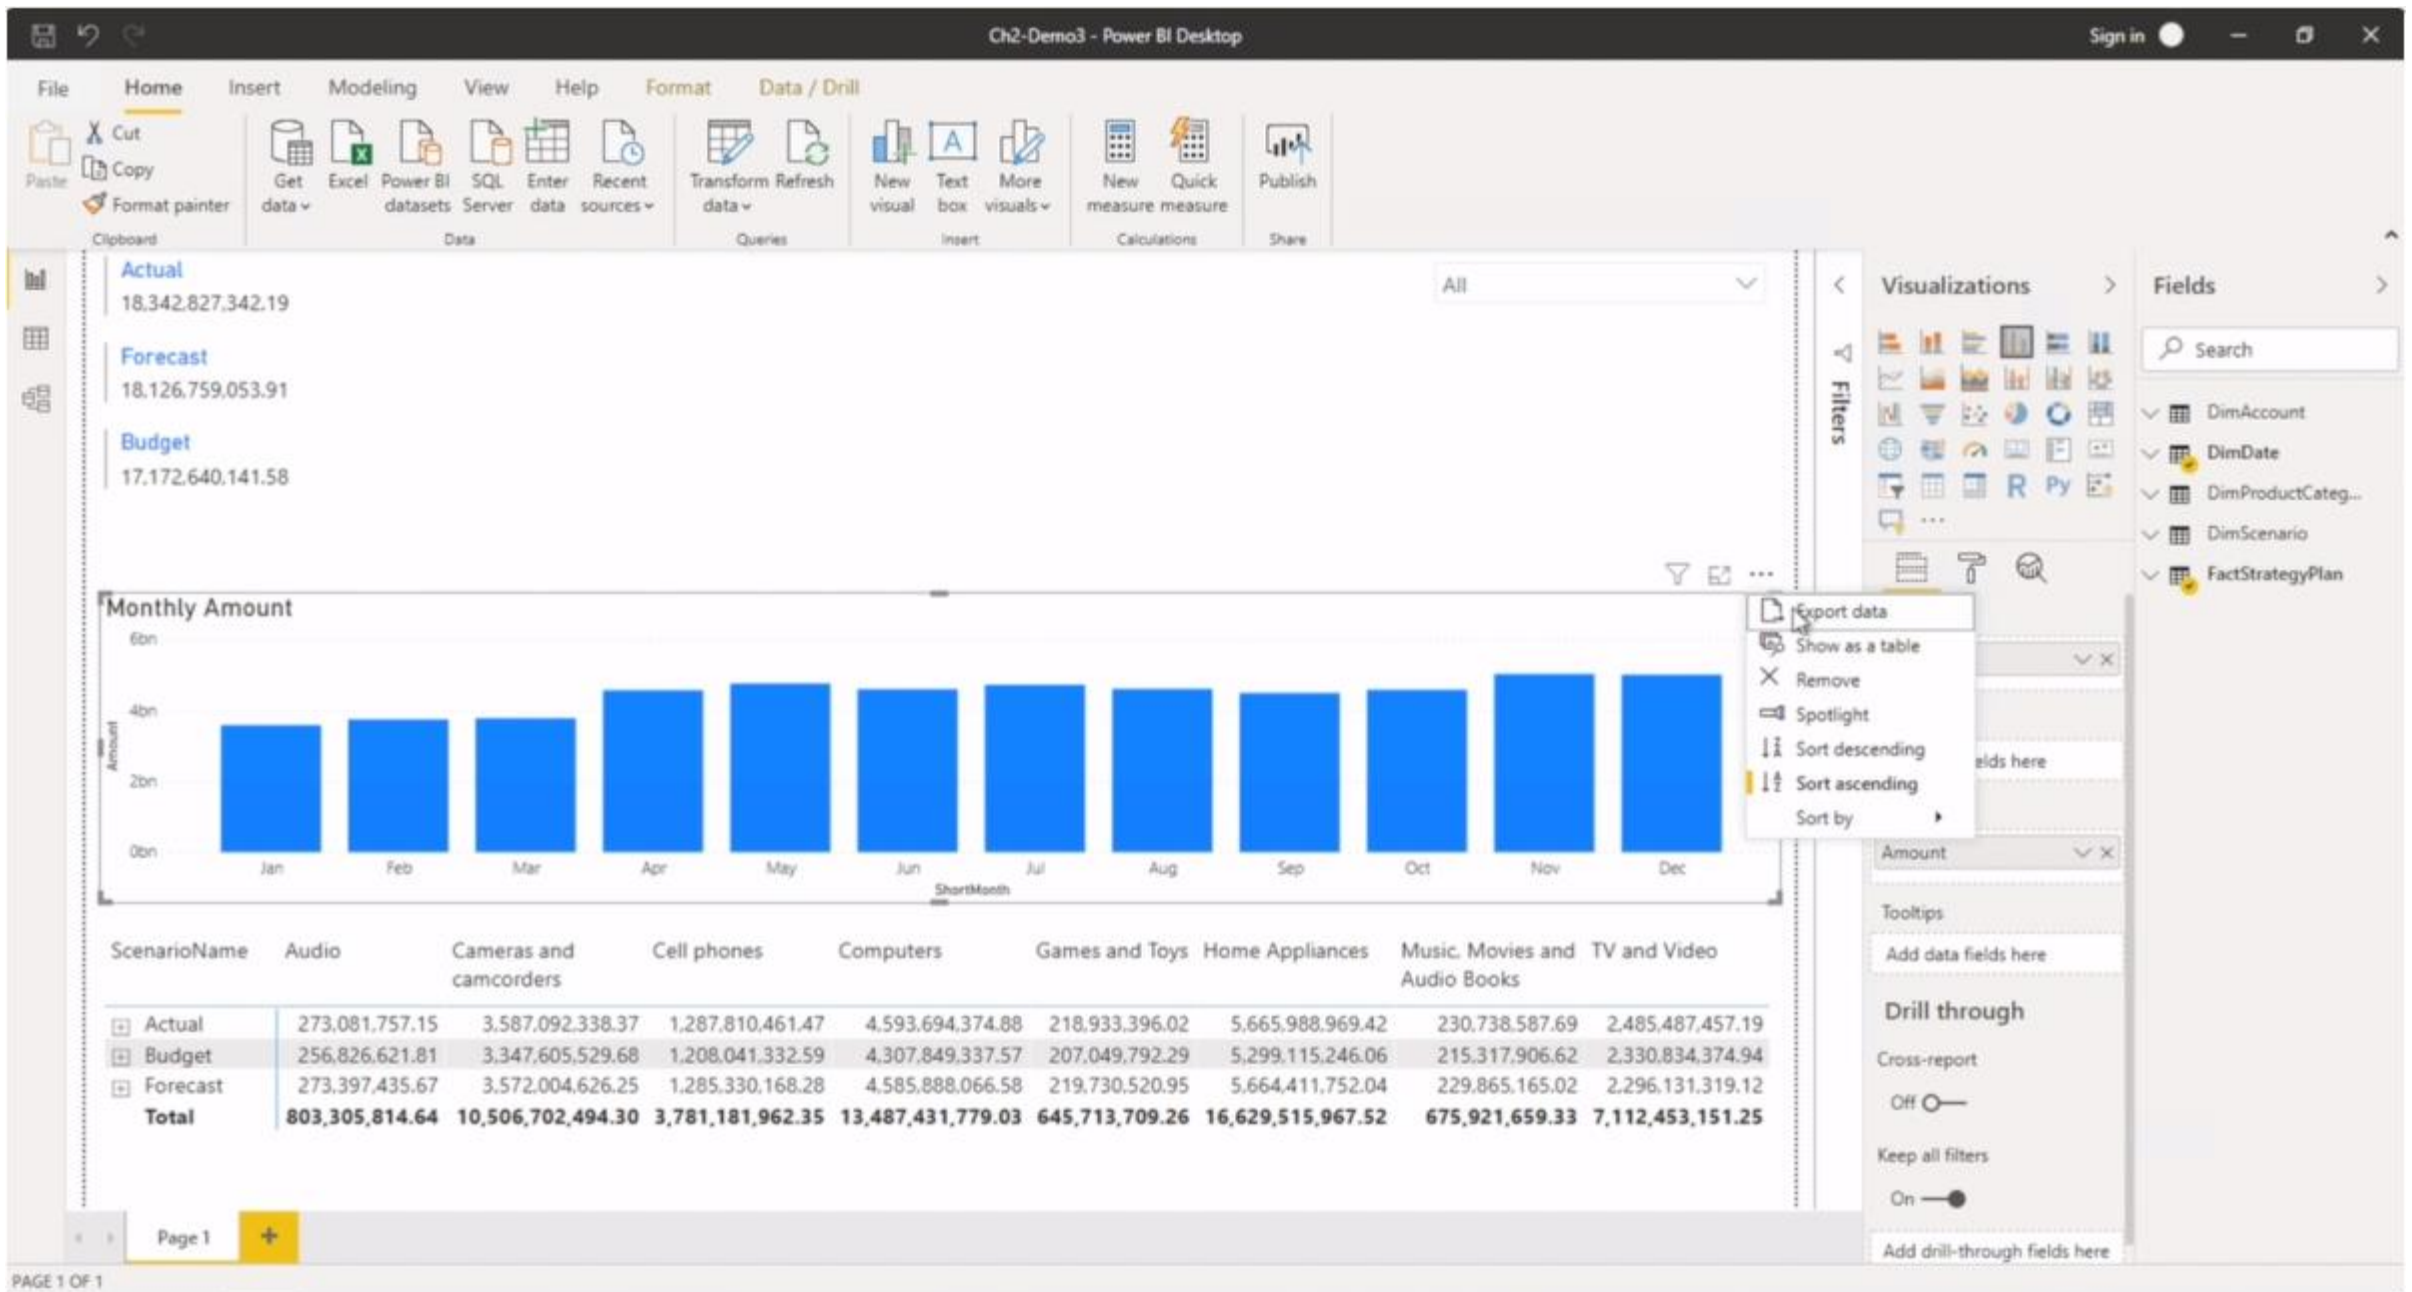 Ch2-Demo3 - Power BI Desktop
Sign in
File Home Insert Modeling View Help Format Data / Drill
Paste
Cut
Copy
Format painter
Get data
Excel
Power BI datasets
SQL Server
Enter data
Recent sources
Transform data
Refresh
New visual
Text box
More visuals
New measure
Quick measure
Publish
Clipboard
Data
Queries
Insert
Calculations
Share
Actual
18,342,827,342.19
Forecast
18,126,759,053.91
Budget
17,172,640,141.58
All
Filters
Monthly Amount
6bn
4bn
2bn
0bn
Amount
Jan Feb Mar Apr May Jun Jul Aug Sep Oct Nov Dec
ShortMonth
Export data
Show as a table
Remove
Spotlight
Sort descending
Sort ascending
Sort by
ScenarioName Audio Cameras and camcorders Cell phones Computers Games and Toys Home Appliances Music, Movies and Audio Books TV and Video
Actual 273,081,757.15 3,587,092,338.37 1,287,810,461.47 4,593,694,374.88 218,933,396.02 5,665,988,969.42 230,738,587.69 2,485,487,457.19
Budget 256,826,621.81 3,347,605,529.68 1,208,041,332.59 4,307,849,337.57 207,049,792.29 5,299,115,246.06 215,317,906.62 2,330,834,374.94
Forecast 273,397,435.67 3,572,004,626.25 1,285,330,168.28 4,585,888,066.58 219,730,520.95 5,664,411,752.04 229,865,165.02 2,296,131,319.12
Total 803,305,814.64 10,506,702,494.30 3,781,181,962.35 13,487,431,779.03 645,713,709.26 16,629,515,967.52 675,921,659.33 7,112,453,151.25
Page 1
PAGE 1 OF 1
Visualizations
R Py
elds here
Amount
Tooltips
Add data fields here
Drill through
Cross-report
Off
Keep all filters
On
Add drill-through fields here
Fields
Search
DimAccount
DimDate
DimProductCateg...
DimScenario
FactStrategyPlan